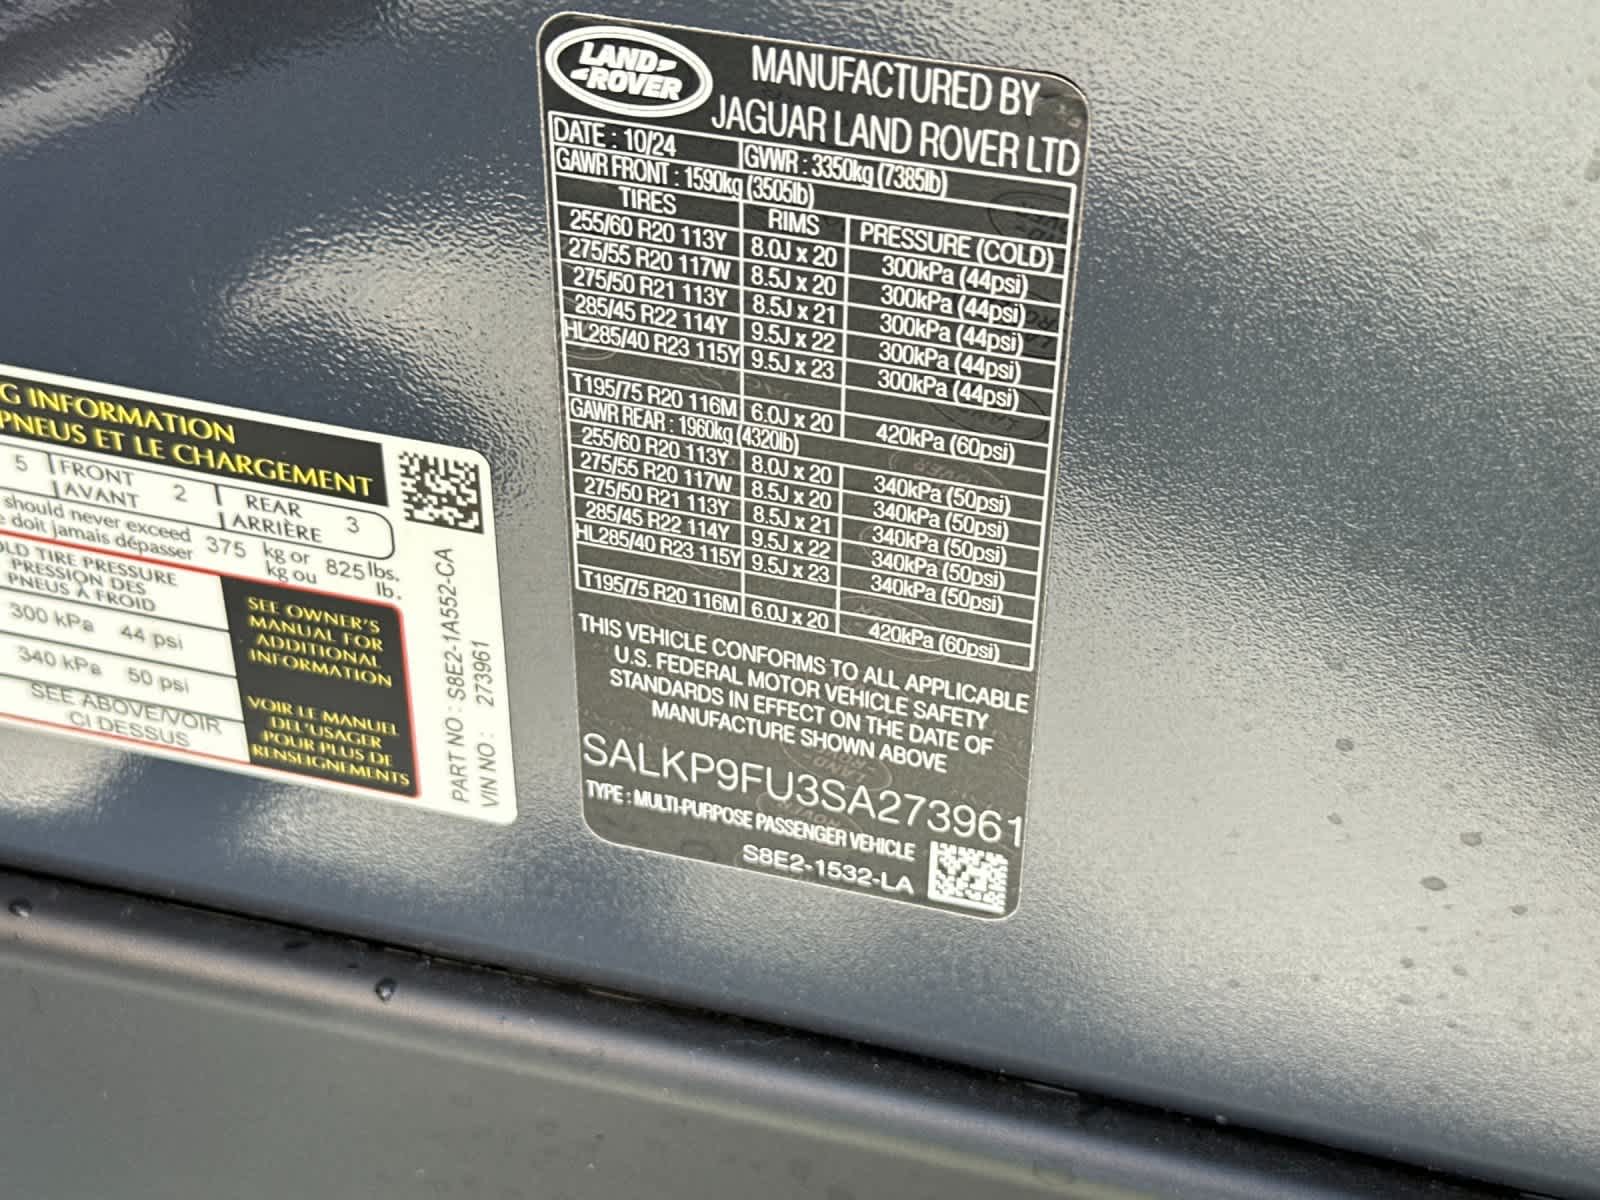 LAND
ROVER
MANUFACTURED BY
JAGUAR LAND ROVER LTD
DATE : 10/24 GVWR : 3350kg (7385lb)
GAWR FRONT : 1590kg (3505lb)
TIRES RIMS PRESSURE (COLD)
255/60 R20 113Y 8.0J x 20 300kPa (44psi)
275/55 R20 117W 8.5J x 20 300kPa (44psi)
275/50 R21 113Y 8.5J x 21 300kPa (44psi)
285/45 R22 114Y 9.5J x 22 300kPa (44psi)
HL285/40 R23 115Y 9.5J x 23 300kPa (44psi)
T195/75 R20 116M 6.0J x 20 420kPa (60psi)
GAWR REAR : 1960kg (4320lb)
255/60 R20 113Y 8.0J x 20 340kPa (50psi)
275/55 R20 117W 8.5J x 20 340kPa (50psi)
275/50 R21 113Y 8.5J x 21 340kPa (50psi)
285/45 R22 114Y 9.5J x 22 340kPa (50psi)
HL285/40 R23 115Y 9.5J x 23 340kPa (50psi)
T195/75 R20 116M 6.0J x 20 420kPa (60psi)
THIS VEHICLE CONFORMS TO ALL APPLICABLE
U.S. FEDERAL MOTOR VEHICLE SAFETY
STANDARDS IN EFFECT ON THE DATE OF
MANUFACTURE SHOWN ABOVE
SALKP9FU3SA273961
TYPE : MULTI-PURPOSE PASSENGER VEHICLE
S8E2-1532-LA
G INFORMATION
PNEUS ET LE CHARGEMENT
5 FRONT 2 REAR 3
AVANT ARRIÈRE
should never exceed 375 kg or 825 lbs.
doit jamais dépasser kg ou lb.
OLD TIRE PRESSURE
PRESSION DES
PNEUS À FROID
300 kPa 44 psi
340 kPa 50 psi
SEE ABOVE/VOIR
CI DESSUS
SEE OWNER'S
MANUAL FOR
ADDITIONAL
INFORMATION
VOIR LE MANUEL
DEL'USAGER
POUR PLUS DE
RENSEIGNEMENTS
PART NO : S8E2-1A552-CA
VIN NO : 273961